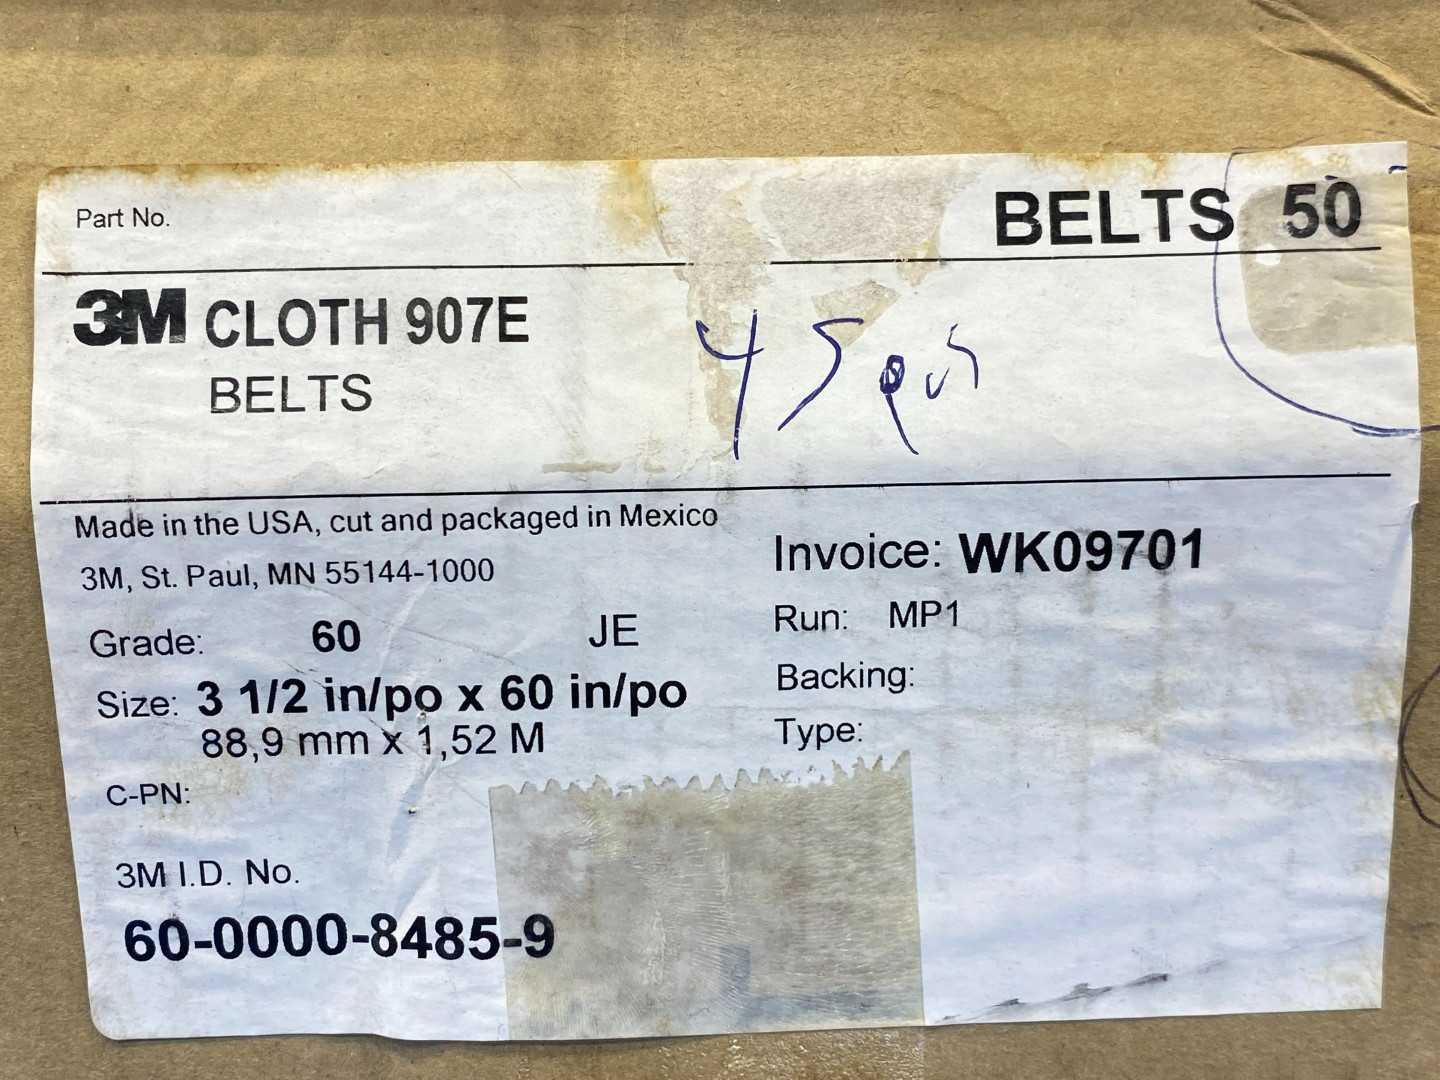 Part No.
BELTS 50
3M CLOTH 907E
BELTS
Made in the USA, cut and packaged in Mexico
3M, St. Paul, MN 55144-1000
Invoice: WK09701
Grade: 60 JE
Run: MP1
Size: 3 1/2 in/po x 60 in/po
88,9 mm x 1,52 M
Backing:
Type:
C-PN:
3M I.D. No.
60-0000-8485-9